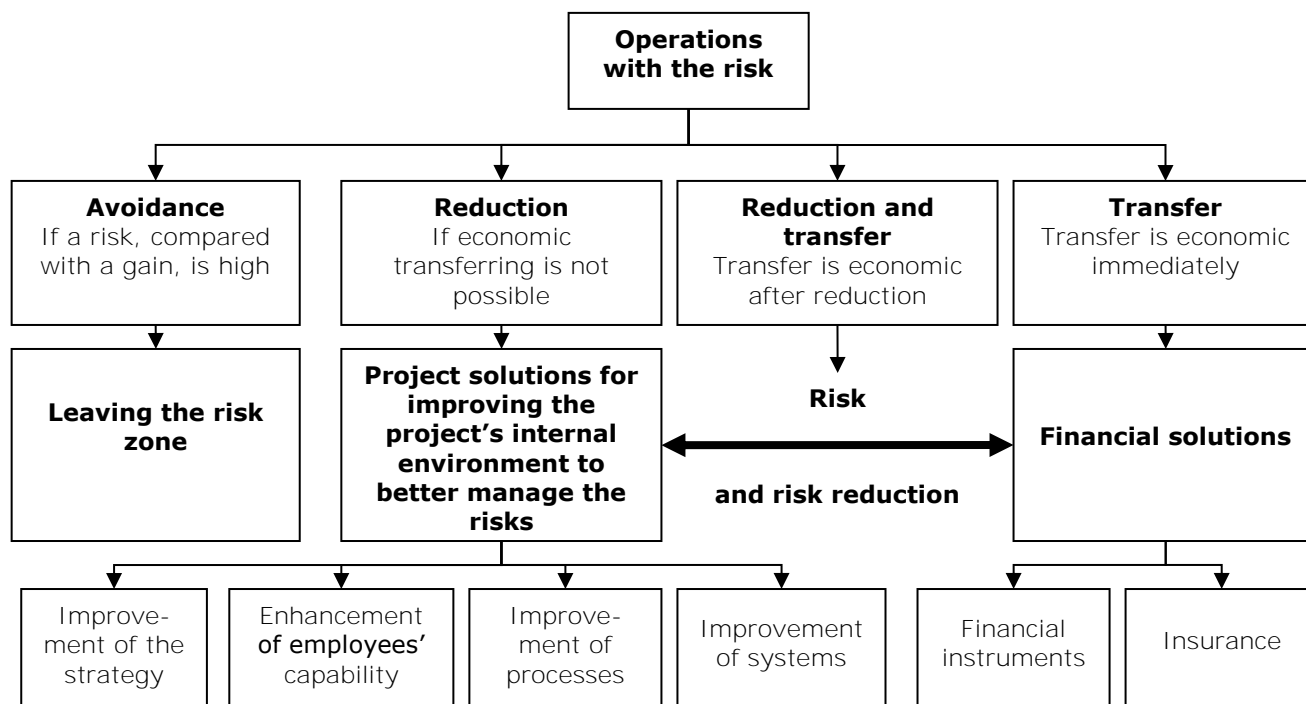 Operations
with the risk
Avoidance
If a risk, compared
with a gain, is high
Reduction
If economic
transferring is not
possible
Reduction and
transfer
Transfer is economic
after reduction
Transfer
Transfer is economic
immediately
Leaving the risk
zone
Project solutions for
improving the
project’s internal
environment to
better manage the
risks
Risk
and risk reduction
Financial solutions
Improve-
ment of the
strategy
Enhancement
of employees’
capability
Improve-
ment of
processes
Improvement
of systems
Financial
instruments
Insurance